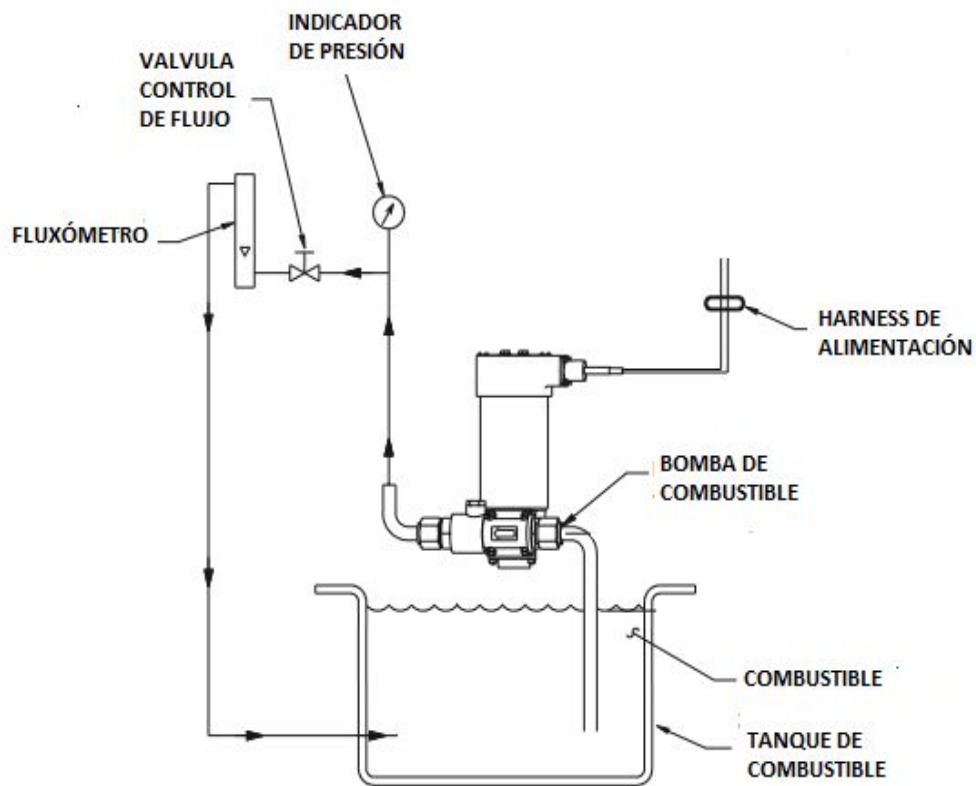 INDICADOR
DE PRESIÓN
VALVULA
CONTROL
DE FLUJO
FLUXÓMETRO
HARNESS DE
ALIMENTACIÓN
BOMBA DE
COMBUSTIBLE
COMBUSTIBLE
TANQUE DE
COMBUSTIBLE